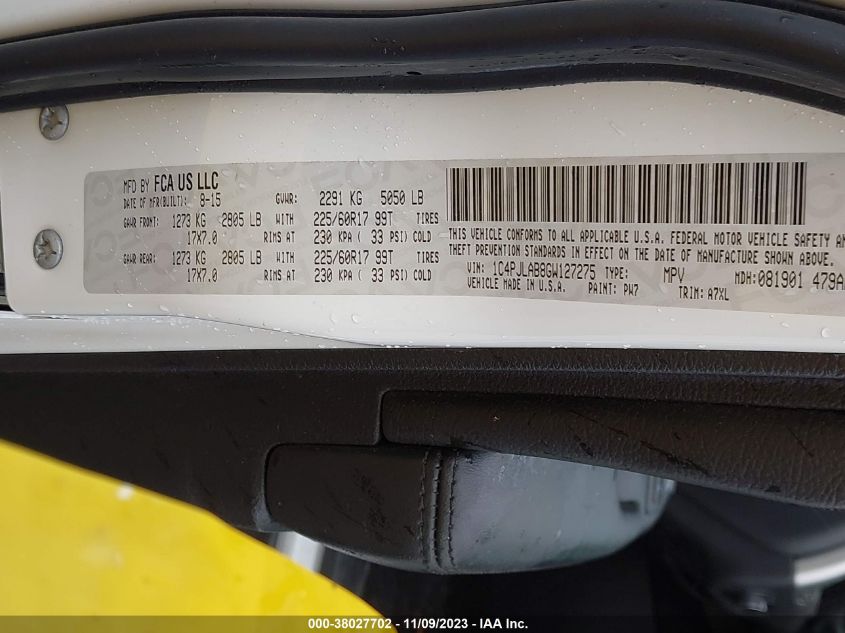 MFD BY FCA US LLC
DATE OF MFR(BUILT): 8-15 GVWR: 2291 KG 5050 LB
GAWR FRONT: 1273 KG 2805 LB WITH 225/60R17 99T TIRES
17X7.0 RIMS AT 230 KPA ( 33 PSI) COLD
GAWR REAR: 1273 KG 2805 LB WITH 225/60R17 99T TIRES
17X7.0 RIMS AT 230 KPA ( 33 PSI) COLD
THIS VEHICLE CONFORMS TO ALL APPLICABLE U.S.A. FEDERAL MOTOR VEHICLE SAFETY AN
THEFT PREVENTION STANDARDS IN EFFECT ON THE DATE OF MANUFACTURE SHOWN ABOVE.
VIN: 1C4PJLAB8GW127275 TYPE: MPV MDH:081901 479A
VEHICLE MADE IN U.S.A. PAINT: PW7 TRIM: A7XL
000-38027702 - 11/09/2023 - IAA Inc.